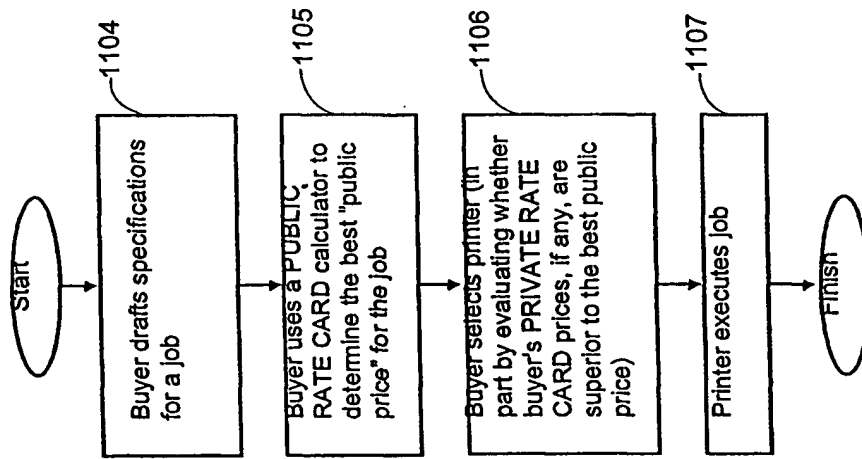 Start
1104
Buyer drafts specifications
for a job
1105
Buyer uses a PUBLIC
RATE CARD calculator to
determine the best "public
price" for the job
1106
Buyer selects printer (in
part by evaluating whether
buyer's PRIVATE RATE
CARD prices, if any, are
superior to the best public
price)
1107
Printer executes job
Finish